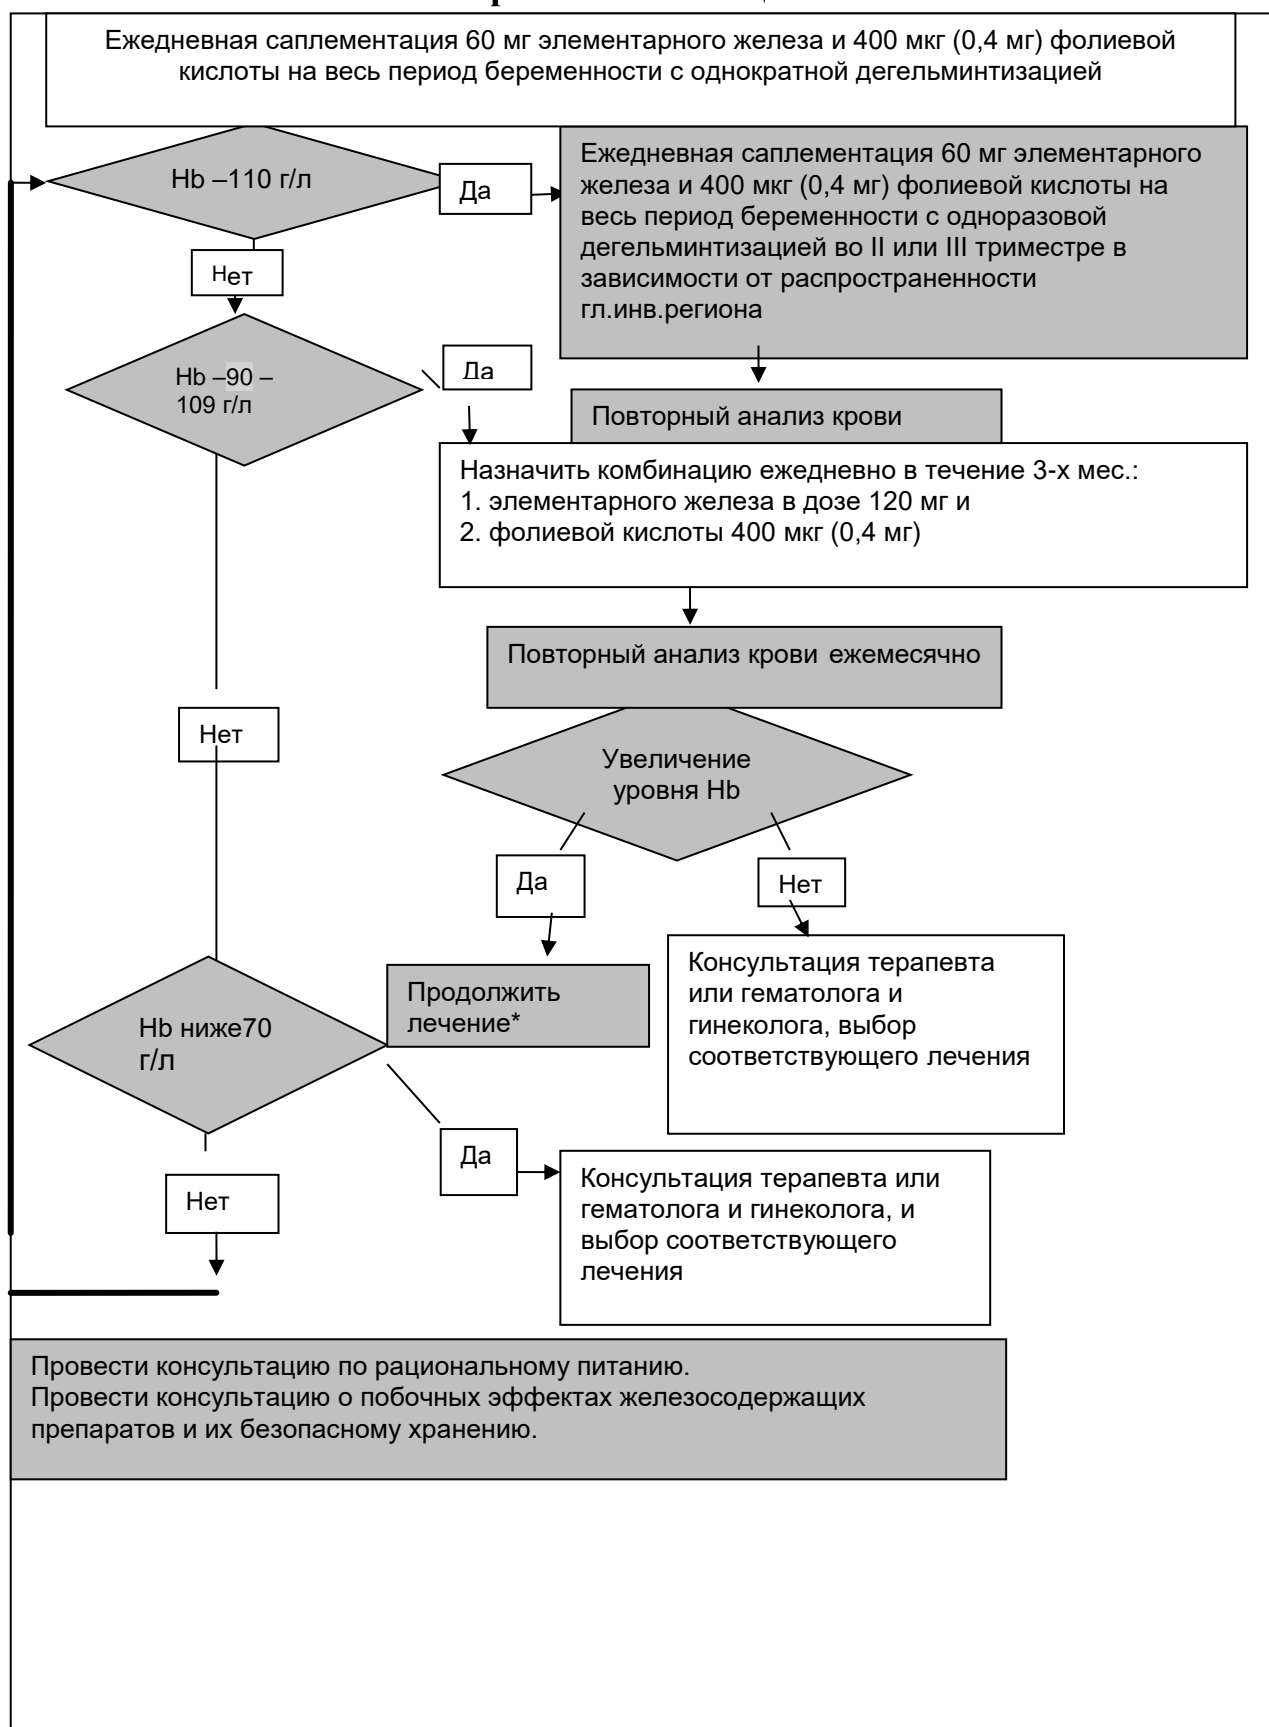 Ежедневная саплементация 60 мг элементарного железа и 400 мкг (0,4 мг) фолиевой
кислоты на весь период беременности с однократной дегельминтизацией
Hb –110 г/л
Да
Ежедневная саплементация 60 мг элементарного
железа и 400 мкг (0,4 мг) фолиевой кислоты на
весь период беременности с одноразовой
дегельминтизацией во II или III триместре в
зависимости от распространенности
гл.инв.региона
Нет
Hb –90 –
109 г/л
Да
Повторный анализ крови
Назначить комбинацию ежедневно в течение 3-х мес.:
1. элементарного железа в дозе 120 мг и
2. фолиевой кислоты 400 мкг (0,4 мг)
Повторный анализ крови ежемесячно
Нет
Увеличение
уровня Hb
Да
Нет
Продолжить
лечение*
Консультация терапевта
или гематолога и
гинеколога, выбор
соответствующего лечения
Hb ниже70
г/л
Да
Нет
Консультация терапевта или
гематолога и гинеколога, и
выбор соответствующего
лечения
Провести консультацию по рациональному питанию.
Провести консультацию о побочных эффектах железосодержащих
препаратов и их безопасному хранению.